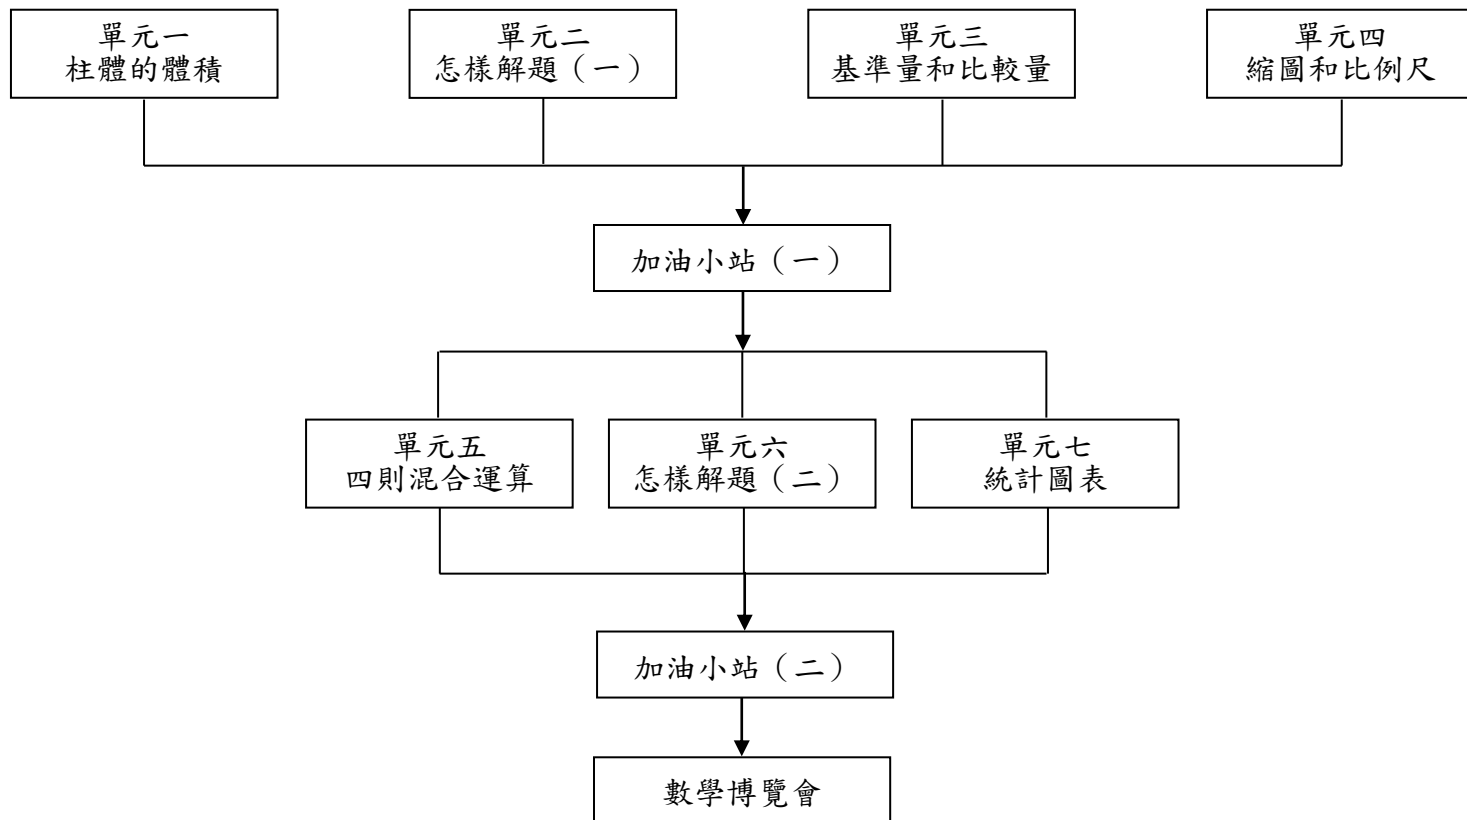 單元一
柱體的體積
單元二
怎樣解題（一）
單元三
基準量和比較量
單元四
縮圖和比例尺
加油小站（一）
單元五
四則混合運算
單元六
怎樣解題（二）
單元七
統計圖表
加油小站（二）
數學博覽會